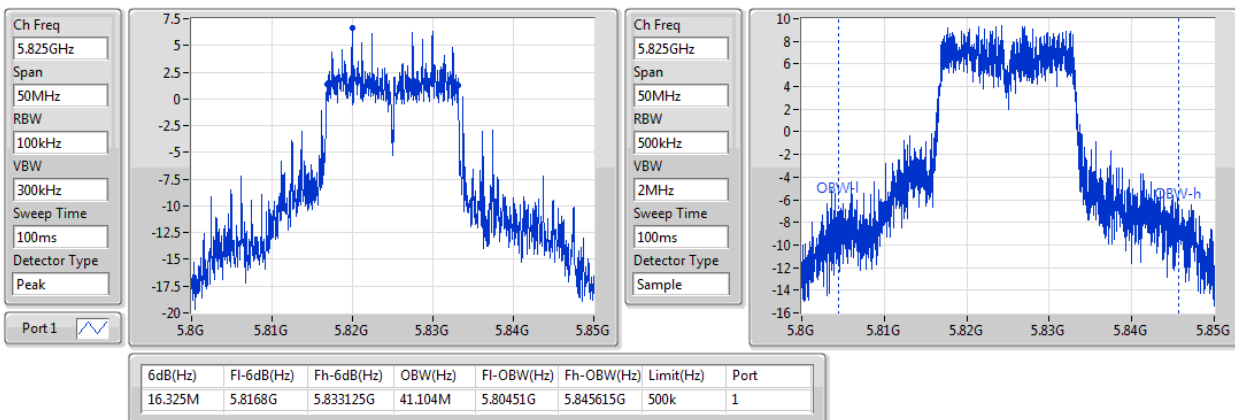 Ch Freq
5.825GHz
Span
50MHz
RBW
100kHz
VBW
300kHz
Sweep Time
100ms
Detector Type
Peak
Port 1
7.5
5
2.5
0
-2.5
-5
-7.5
-10
-12.5
-15
-17.5
-20
5.8G 5.81G 5.82G 5.83G 5.84G 5.85G
Ch Freq
5.825GHz
Span
50MHz
RBW
500kHz
VBW
2MHz
Sweep Time
100ms
Detector Type
Sample
10
8
6
4
2
0
-2
-4
-6
-8
-10
-12
-14
-16
OBW-l
OBW-h
5.8G 5.81G 5.82G 5.83G 5.84G 5.85G
6dB(Hz) Fl-6dB(Hz) Fh-6dB(Hz) OBW(Hz) Fl-OBW(Hz) Fh-OBW(Hz) Limit(Hz) Port
16.325M 5.8168G 5.833125G 41.104M 5.80451G 5.845615G 500k 1